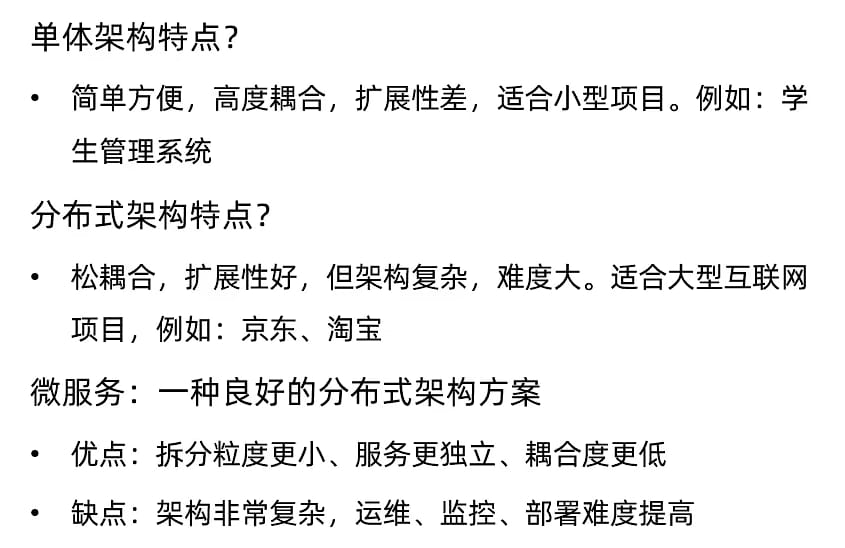 单体架构特点？
• 简单方便，高度耦合，扩展性差，适合小型项目。例如：学
生管理系统
分布式架构特点？
• 松耦合，扩展性好，但架构复杂，难度大。适合大型互联网
项目，例如：京东、淘宝
微服务：一种良好的分布式架构方案
• 优点：拆分粒度更小、服务更独立、耦合度更低
• 缺点：架构非常复杂，运维、监控、部署难度提高